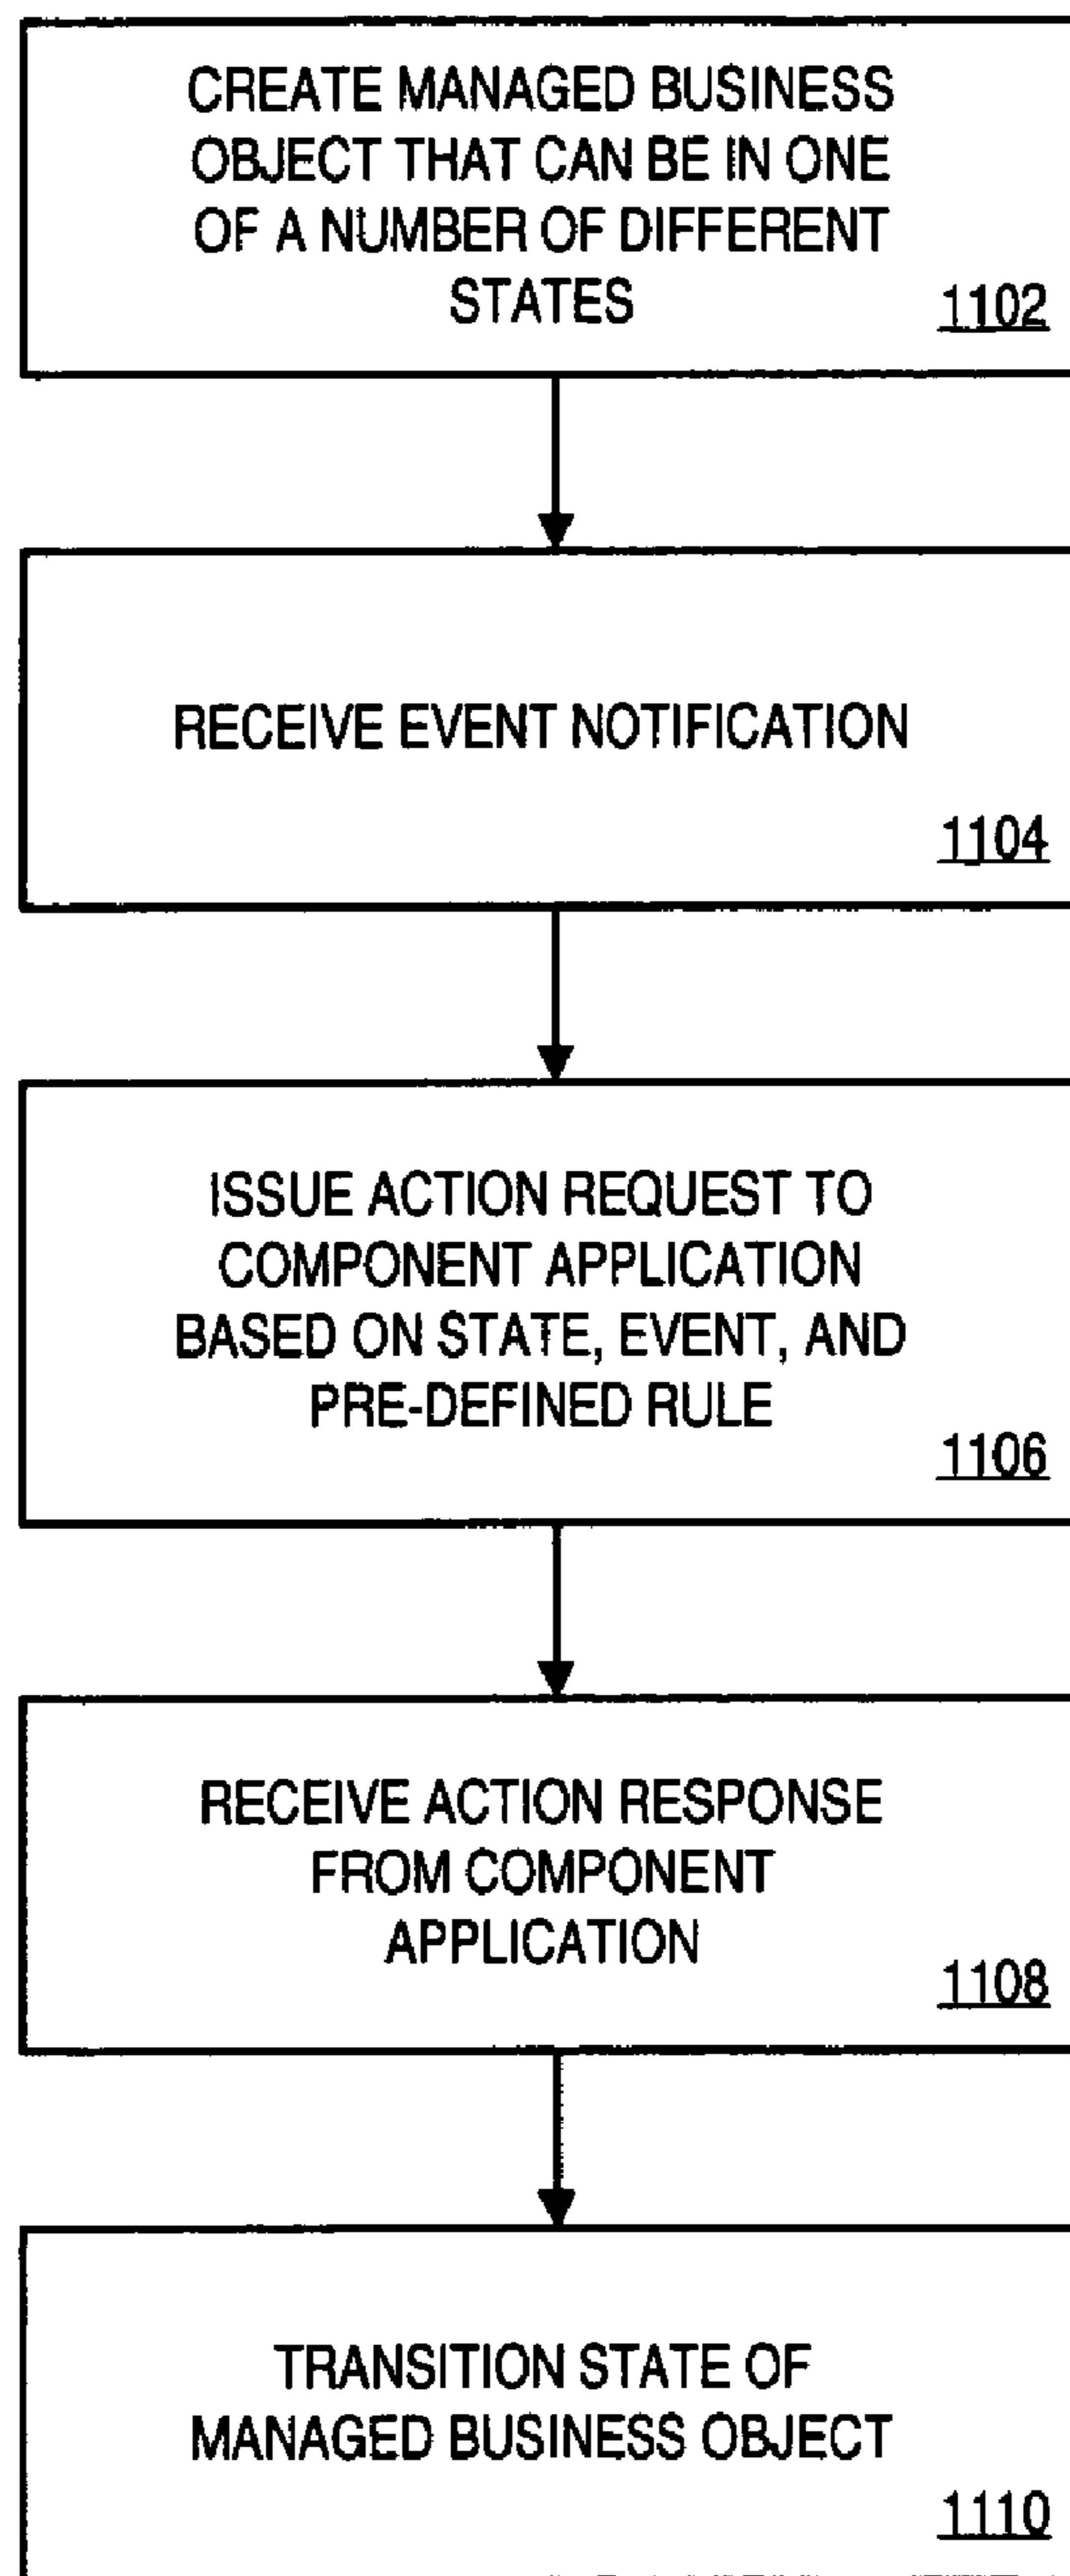 CREATE MANAGED BUSINESS
OBJECT THAT CAN BE IN ONE
OF A NUMBER OF DIFFERENT
STATES
1102
RECEIVE EVENT NOTIFICATION
1104
ISSUE ACTION REQUEST TO
COMPONENT APPLICATION
BASED ON STATE, EVENT, AND
PRE-DEFINED RULE
1106
RECEIVE ACTION RESPONSE
FROM COMPONENT
APPLICATION
1108
TRANSITION STATE OF
MANAGED BUSINESS OBJECT
1110